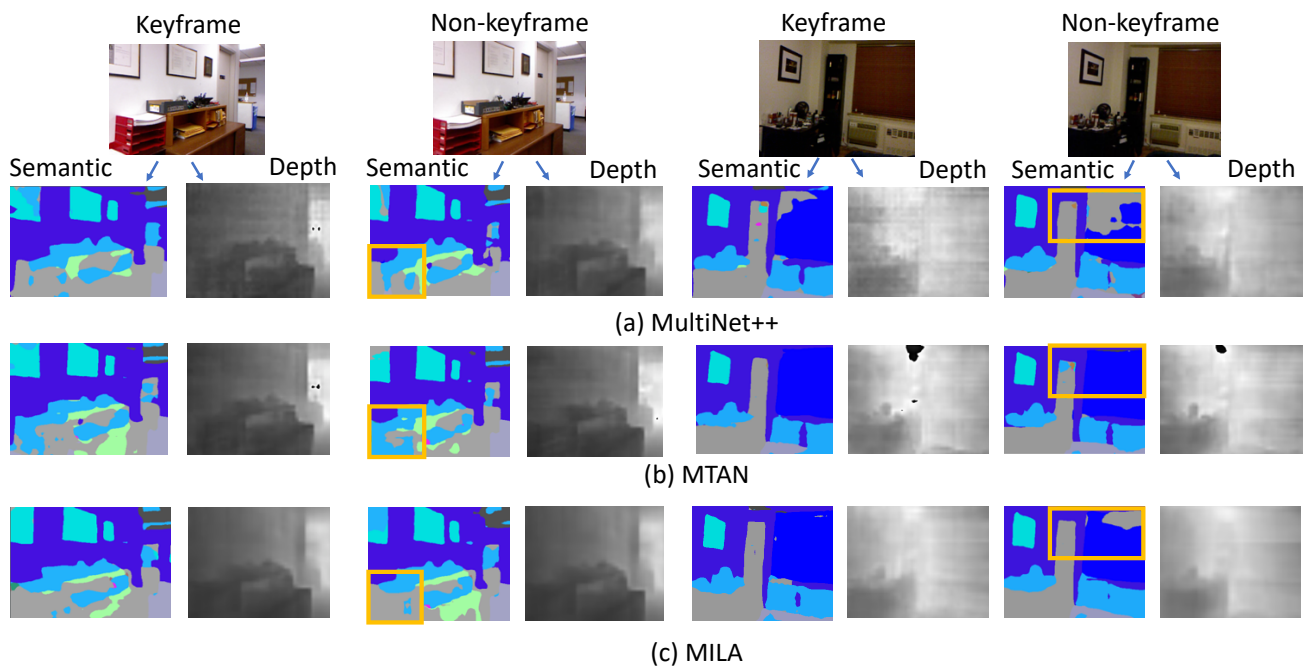 Keyframe Non-keyframe Keyframe Non-keyframe
Semantic Depth Semantic Depth Semantic Depth Semantic Depth
(a) MultiNet++
(b) MTAN
(c) MILA